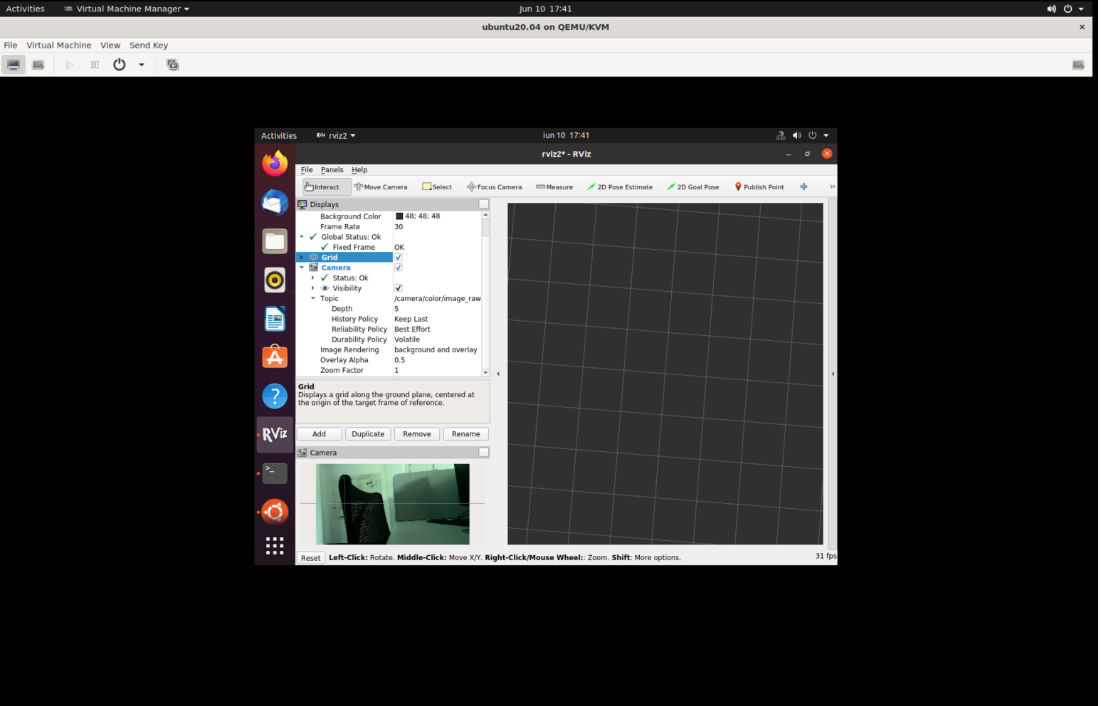 Activities Virtual Machine Manager Jun 10 17:41
ubuntu20.04 on QEMU/KVM
File Virtual Machine View Send Key
Activities rviz2 iun 10 17:41
rviz2* - RViz
File Panels Help
Interact Move Camera Select Focus Camera Measure 2D Pose Estimate 2D Goal Pose Publish Point
Displays
Background Color 48; 48; 48
Frame Rate 30
Global Status: Ok
Fixed Frame OK
Grid
Camera
Status: Ok
Visibility
Topic /camera/color/image_raw
Depth 5
History Policy Keep Last
Reliability Policy Best Effort
Durability Policy Volatile
Image Rendering background and overlay
Overlay Alpha 0.5
Zoom Factor 1
Grid
Displays a grid along the ground plane, centered at
the origin of the target frame of reference.
Add Duplicate Remove Rename
RViz
Camera
Reset Left-Click: Rotate. Middle-Click: Move X/Y. Right-Click/Mouse Wheel:: Zoom. Shift: More options. 31 fps